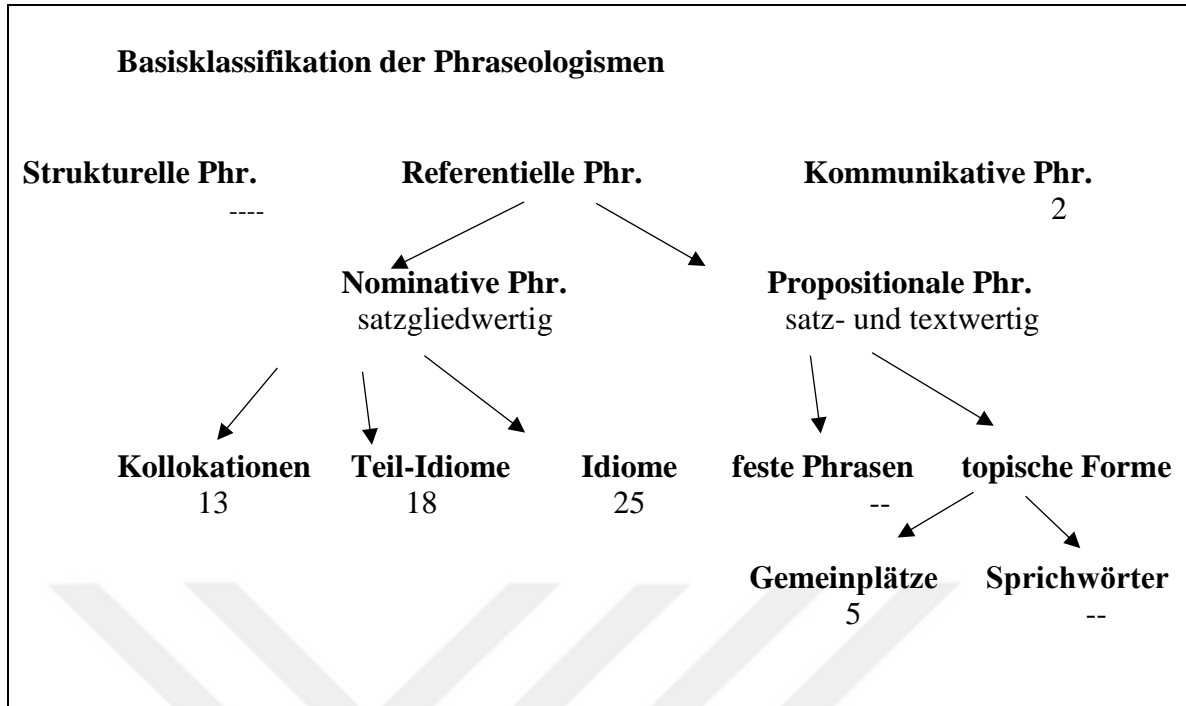 Basisklassifikation der Phraseologismen
Strukturelle Phr. Referentielle Phr. Kommunikative Phr.
---- 2
Nominative Phr. Propositionale Phr.
satzgliedwertig satz- und textwertig
Kollokationen Teil-Idiome Idiome feste Phrasen topische Forme
13 18 25 --
Gemeinplätze Sprichwörter
5 --